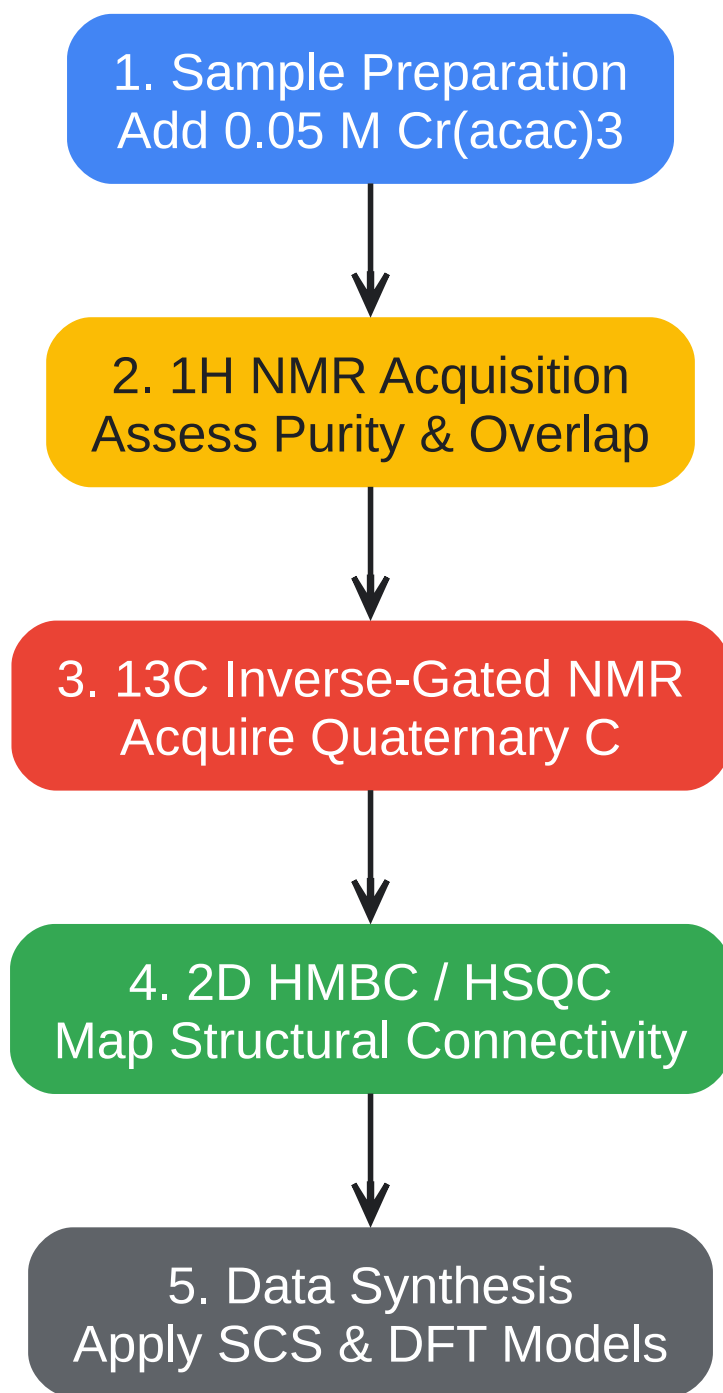 1. Sample Preparation
Add 0.05 M Cr(acac)3
2. 1H NMR Acquisition
Assess Purity & Overlap
3. 13C Inverse-Gated NMR
Acquire Quaternary C
4. 2D HMBC / HSQC
Map Structural Connectivity
5. Data Synthesis
Apply SCS & DFT Models